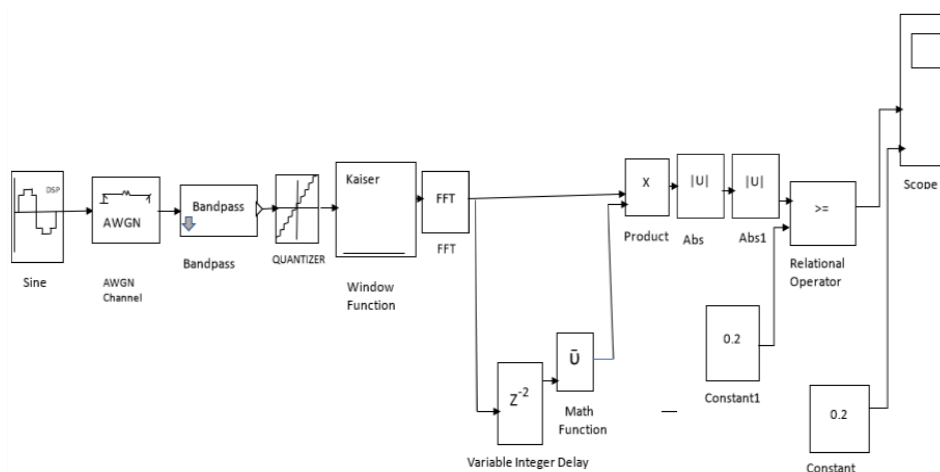 DSP
Sine
AWGN
AWGN
Channel
Bandpass
Bandpass
QUANTIZER
Kaiser
Window
Function
FFT
FFT
Z-2
Variable Integer Delay
Ū
Math
Function
X
Product
|U|
Abs
|U|
Abs1
>=
Relational
Operator
0.2
Constant1
0.2
Constant
Scope